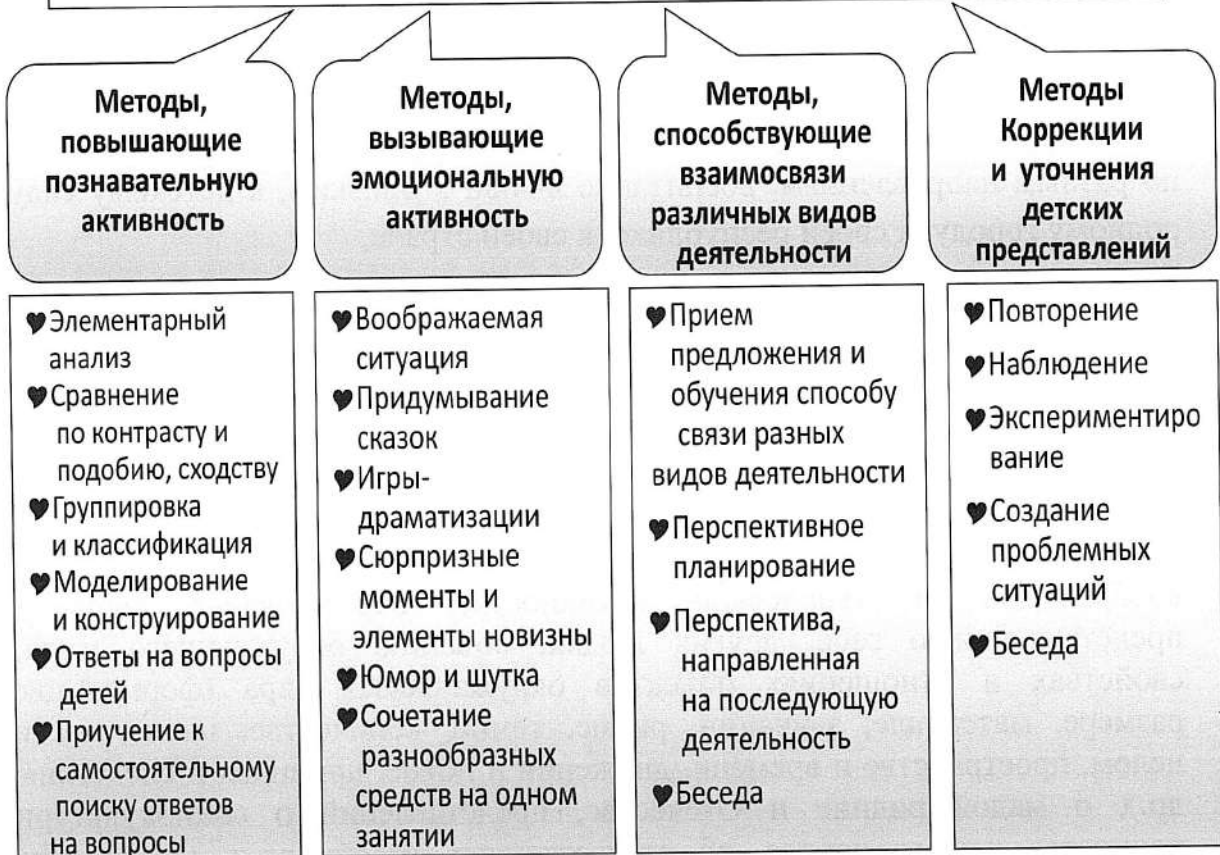 Методы,
повышающие
познавательную
активность
Методы,
вызывающие
эмоциональную
активность
Методы,
способствующие
взаимосвязи
различных видов
деятельности
Методы
Коррекции
и уточнения
детских
представлений
Элементарный
анализ
Сравнение
по контрасту и
подобию, сходству
Группировка
и классификация
Моделирование
и конструирование
Ответы на вопросы
детей
Приучение к
самостоятельному
поиску ответов
на вопросы
Воображаемая
ситуация
Придумывание
сказок
Игры-
драматизации
Сюрпризные
моменты и
элементы новизны
Юмор и шутка
Сочетание
разнообразных
средств на одном
занятии
Прием
предложения и
обучения способу
связи разных
видов деятельности
Перспективное
планирование
Перспектива,
направленная
на последующую
деятельность
Беседа
Повторение
Наблюдение
Экспериментиро
вание
Создание
проблемных
ситуаций
Беседа